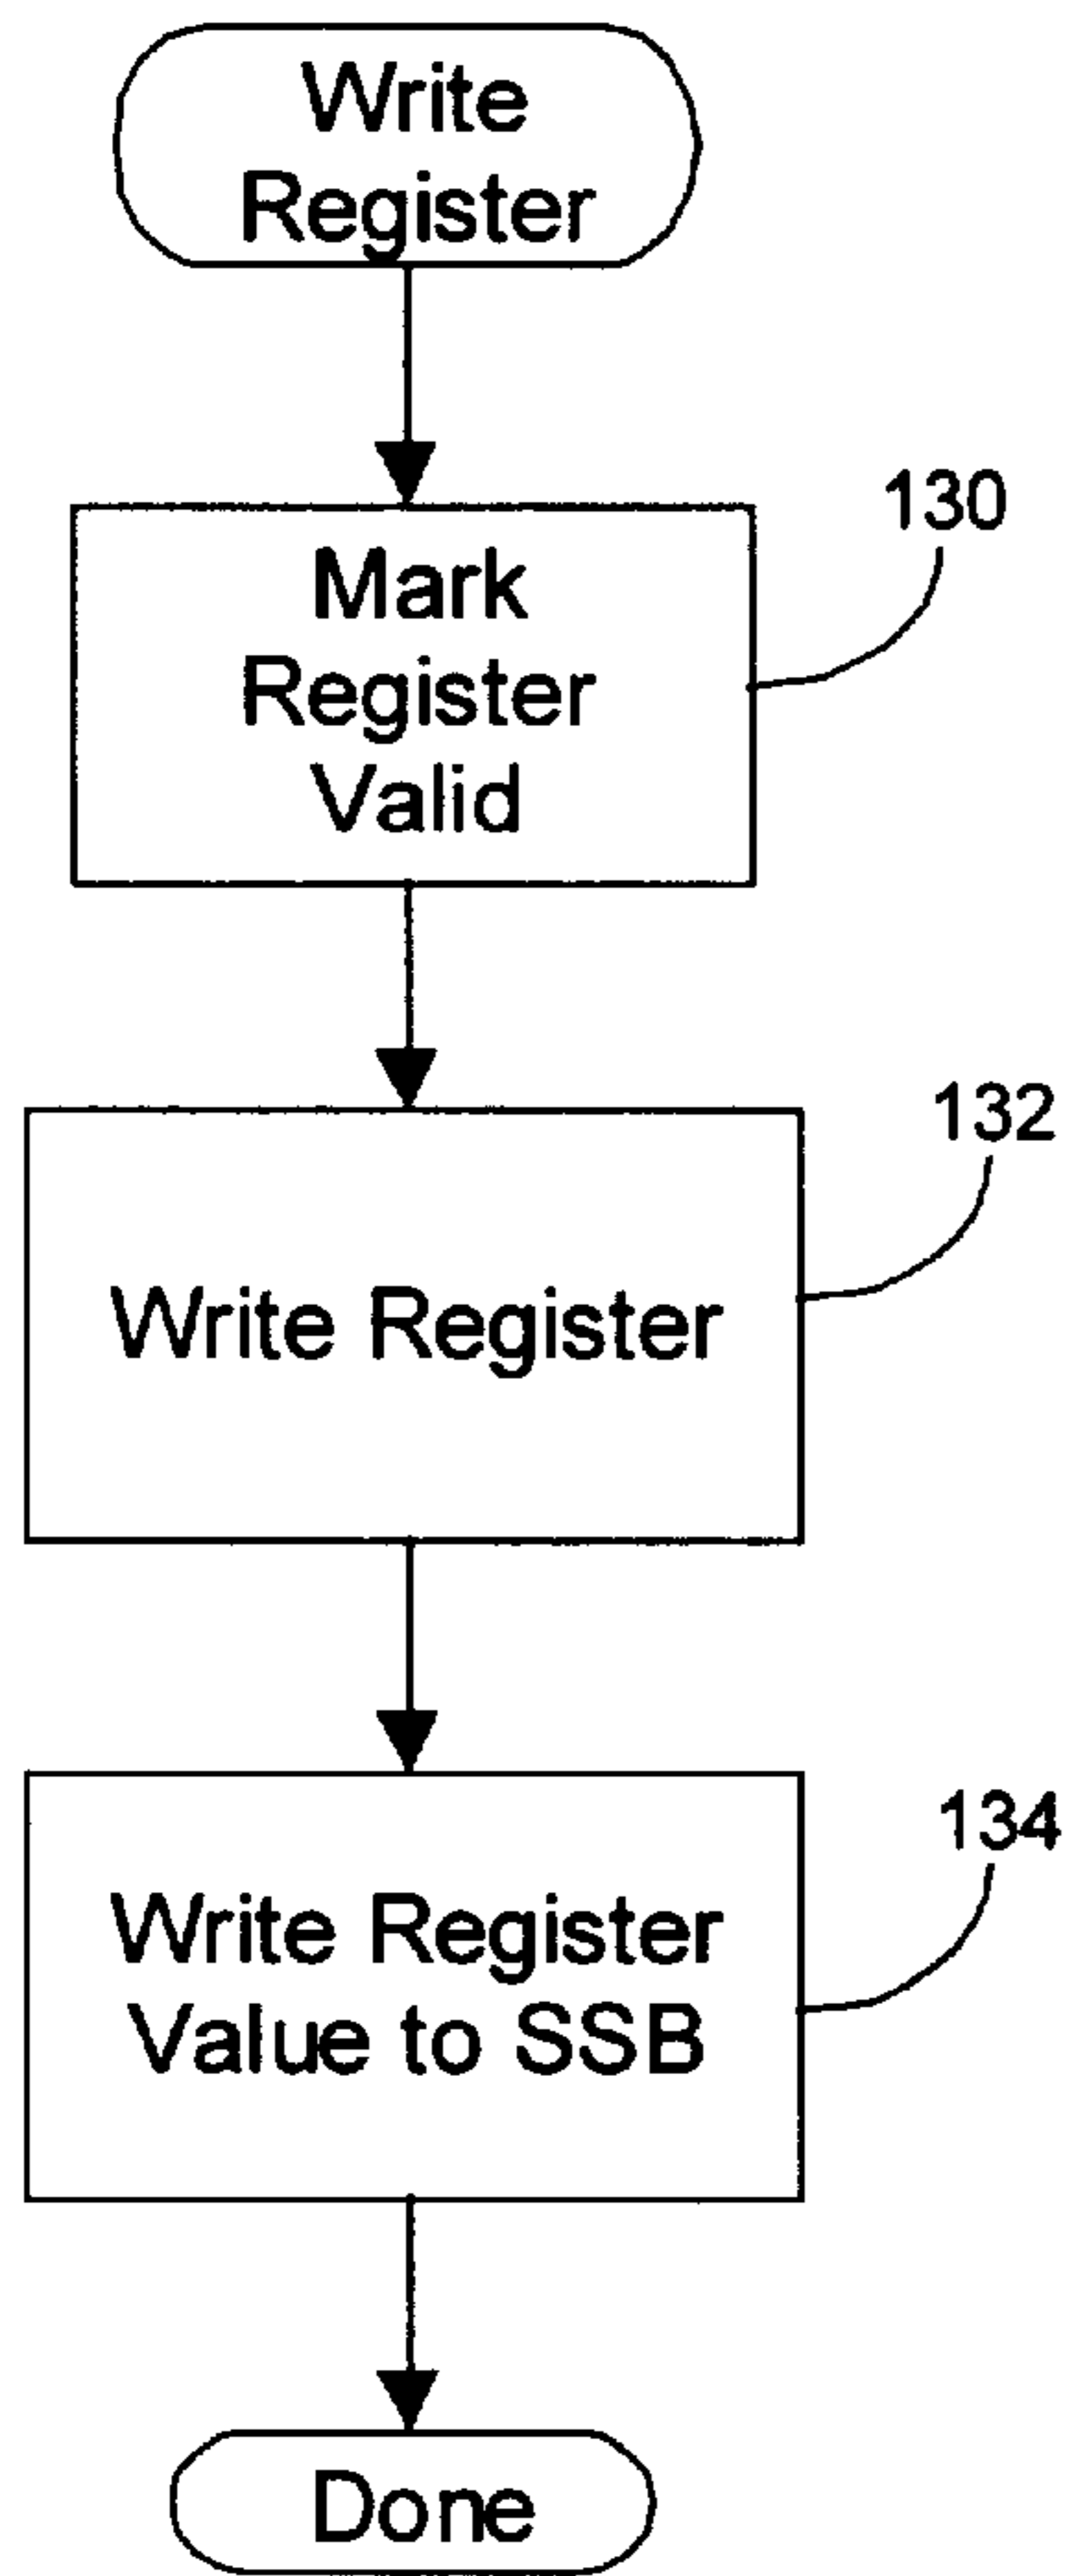 Write
Register
130
Mark
Register
Valid
132
Write Register
134
Write Register
Value to SSB
Done